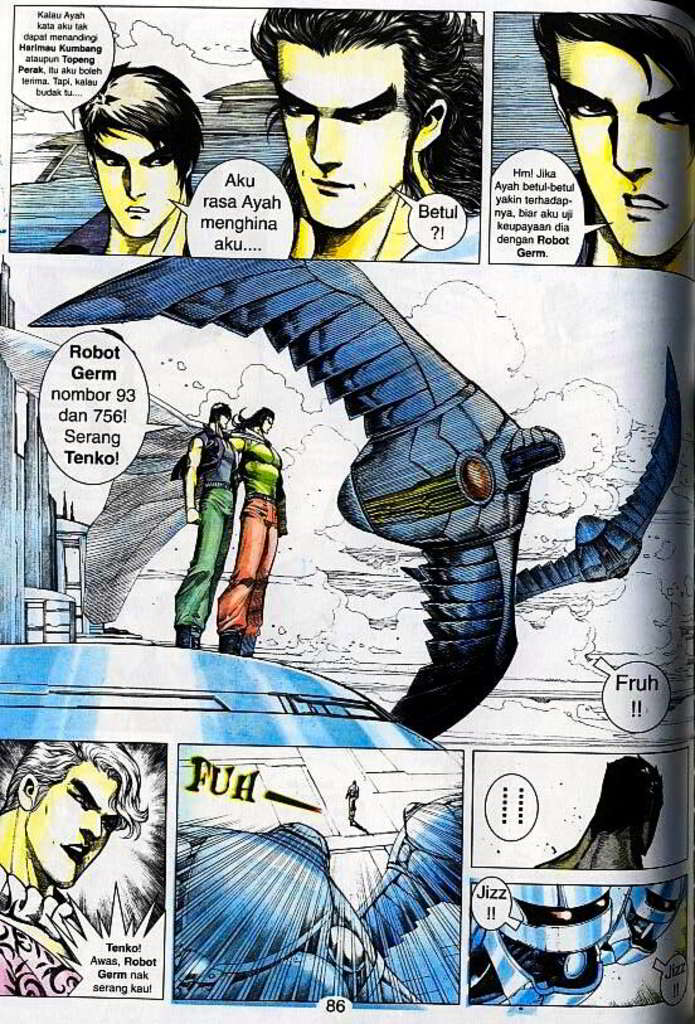 Kalau Ayah
kata aku tak
dapat menandingi
Harimau Kumbang
ataupun Topeng
Perak, itu aku boleh
terima. Tapi, kalau
budak tu....
Aku
rasa Ayah
menghina
aku....
Betul
?!
Hm! Jika
Ayah betul-betul
yakin terhadap-
nya, biar aku uji
keupayaan dia
dengan Robot
Germ.
Robot
Germ
nombor 93
dan 756!
Serang
Tenko!
Fruh
!!
Tenko!
Awas, Robot
Germ nak
serang kau!
FUH
Jizz
!!
Jizz
!!
86